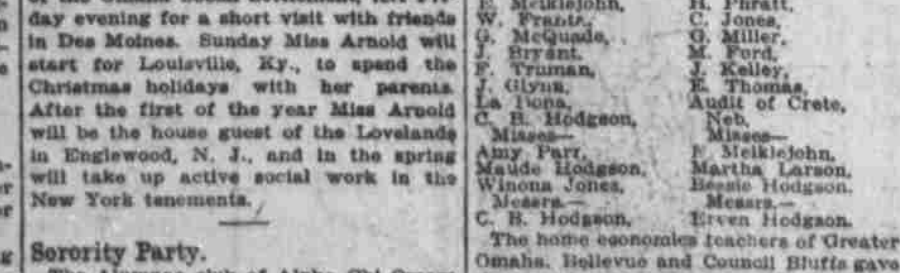 day evening for a short visit with friends
in Des Moines. Sunday Miss Arnold will
start for Louisville, Ky., to spend the
Christmas holidays with her parents.
After the first of the year Miss Arnold
will be the house guest of the Lovelands
in Englewood, N. J., and in the spring
will take up active social work in the
New York tenements.
Sorority Party.
E. Meiklejohn, H. Phratt,
W. Frantz, C. Jones,
G. McQuade, G. Miller,
J. Bryant, M. Ford,
F. Truman, J. Kelley,
J. Glynn, E. Thomas,
La Bona, Audit of Crete,
C. B. Hodgson, Neb.
Misses— Misses—
Amy Parr, F Meiklejohn,
Maude Hodgson, Martha Larson,
Winona Jones, Bessie Hodgson.
Messrs.— Messrs.—
C. B. Hodgson, Erven Hodgson.
The home economics teachers of Greater
Omaha, Bellevue and Council Bluffs gave